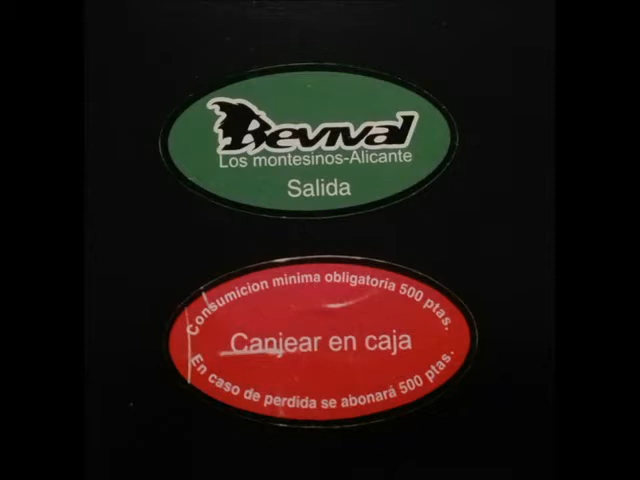 Revival
Los montesinos-Alicante
Salida
Consumicion minima obligatoria 500 ptas.
Canjear en caja
En caso de perdida se abonará 500 ptas.